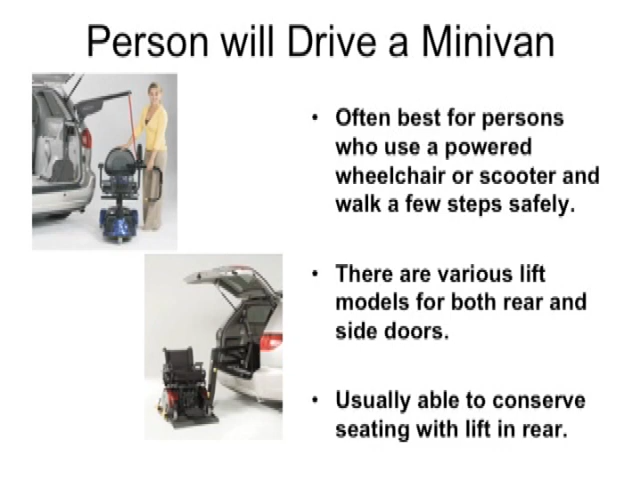 Person will Drive a Minivan
• Often best for persons
who use a powered
wheelchair or scooter and
walk a few steps safely.
• There are various lift
models for both rear and
side doors.
• Usually able to conserve
seating with lift in rear.